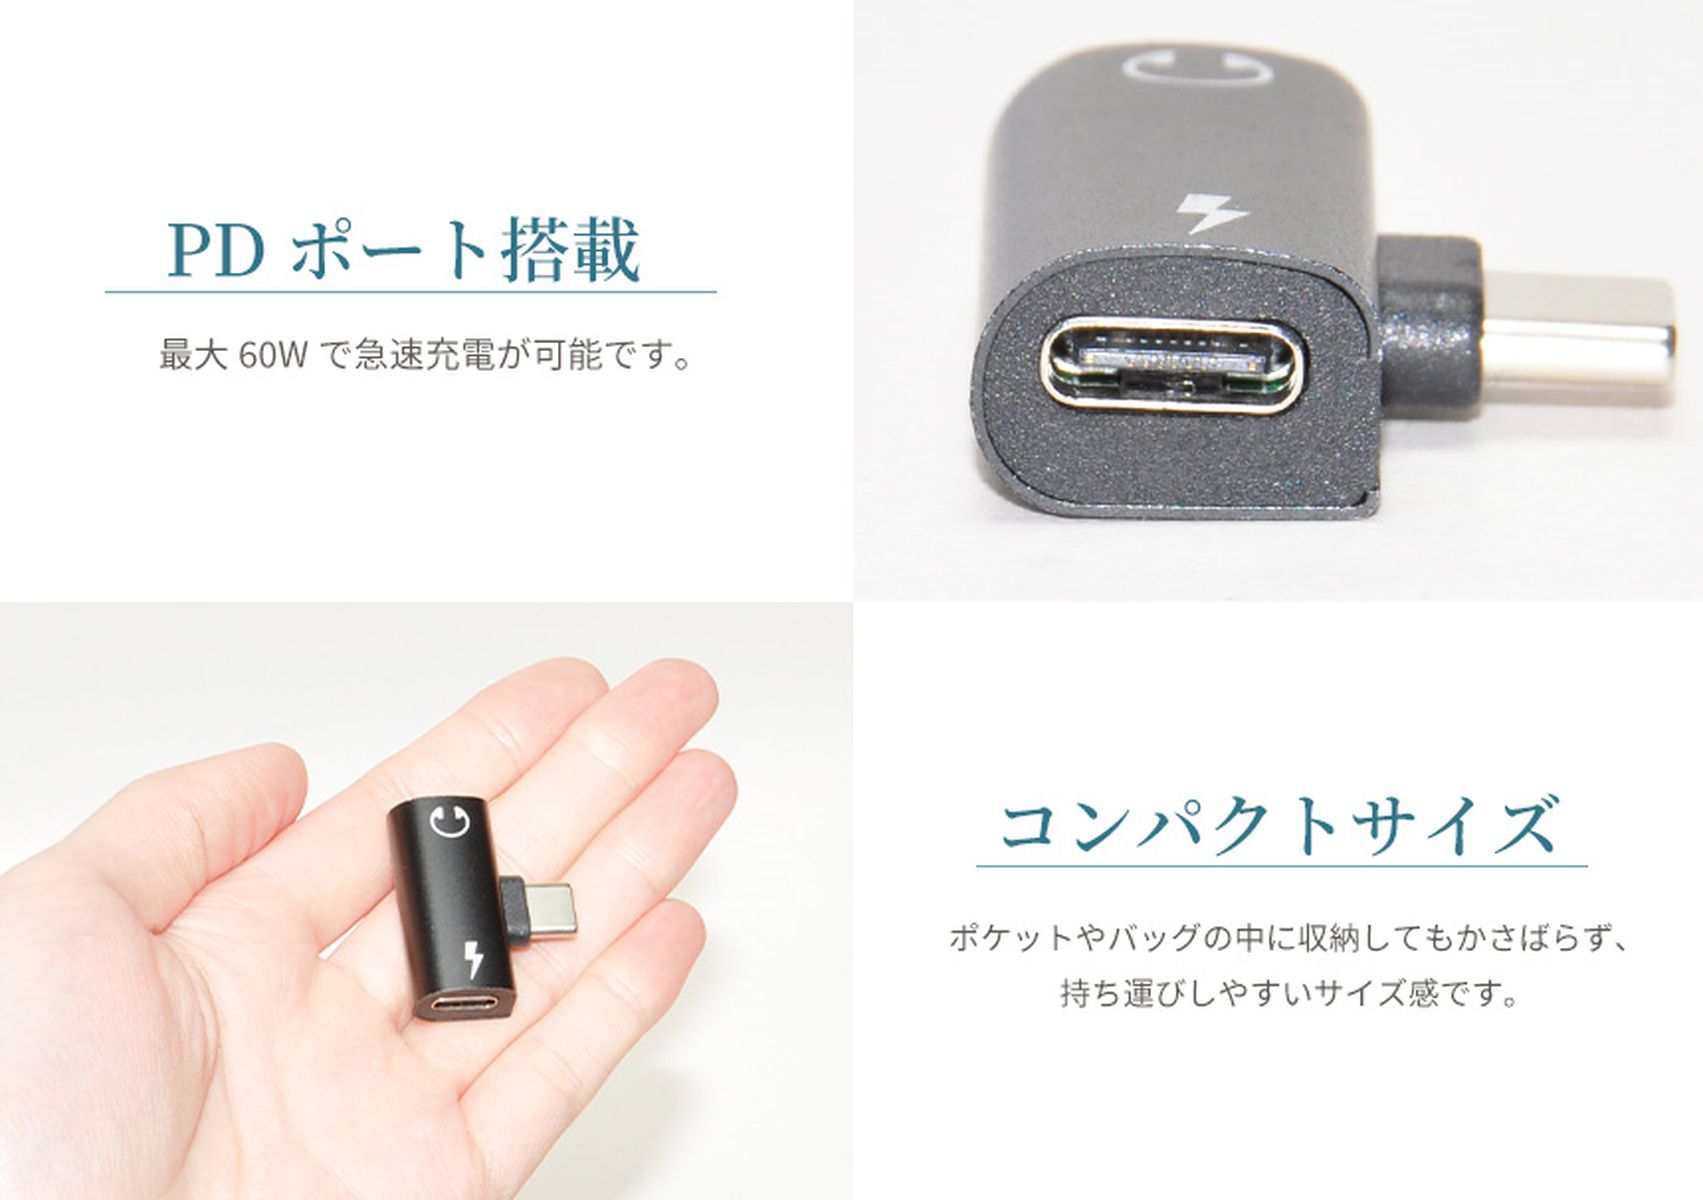 PD ポート搭載
最大 60W で急速充電が可能です。
コンパクトサイズ
ポケットやバッグの中に収納してもかさばらず、
持ち運びしやすいサイズ感です。